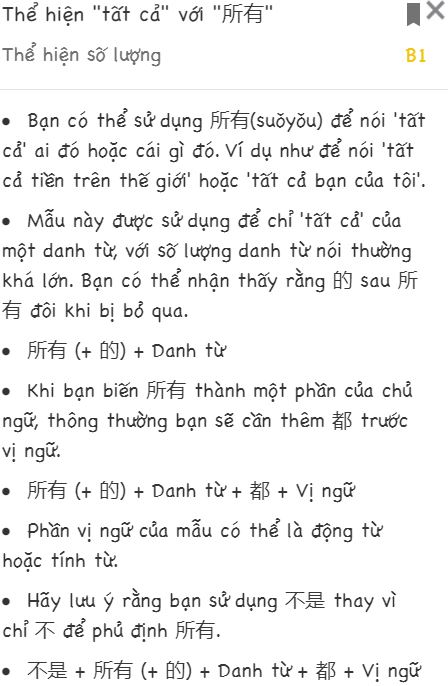 Thể hiện "tất cả" với "所有"
Thể hiện số lượng B1
• Bạn có thể sử dụng 所有(suǒyǒu) để nói 'tất
cả' ai đó hoặc cái gì đó. Ví dụ như để nói 'tất
cả tiền trên thế giới' hoặc 'tất cả bạn của tôi'.
• Mẫu này được sử dụng để chỉ 'tất cả' của
một danh từ, với số lượng danh từ nói thường
khá lớn. Bạn có thể nhận thấy rằng 的 sau 所
有 đôi khi bị bỏ qua.
• 所有 (+ 的) + Danh từ
• Khi bạn biến 所有 thành một phần của chủ
ngữ, thông thường bạn sẽ cần thêm 都 trước
vị ngữ.
• 所有 (+ 的) + Danh từ + 都 + Vị ngữ
• Phần vị ngữ của mẫu có thể là động từ
hoặc tính từ.
• Hãy lưu ý rằng bạn sử dụng 不是 thay vì
chỉ 不 để phủ định 所有.
• 不是 + 所有 (+ 的) + Danh từ + 都 + Vị ngữ